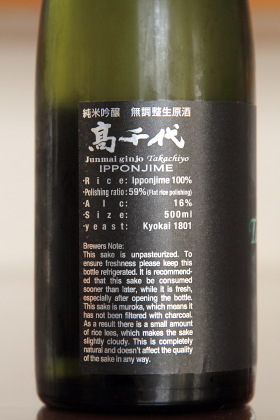 純米吟醸 無調整生原酒
髙千代
Junmai ginjo Takachiyo
IPPONJIME
・Rice: Ipponjime 100%
・Polishing ratio : 59%(Flat rice polishing)
・Alc: 16%
・Size: 500ml
・yeast: Kyokai 1801
Brewers Note:
This sake is unpasteurized. To
ensure freshness please keep this
bottle refrigerated. It is recommend-
ed that this sake be consumed
sooner than later, while it is fresh,
especially after opening the bottle.
This sake is muroka, which means it
has not been filtered with charcoal.
As a result there is a small amount
of rice lees, which makes the sake
slightly cloudy. This is completely
natural and doesn't affect the quality
of the sake in any way.